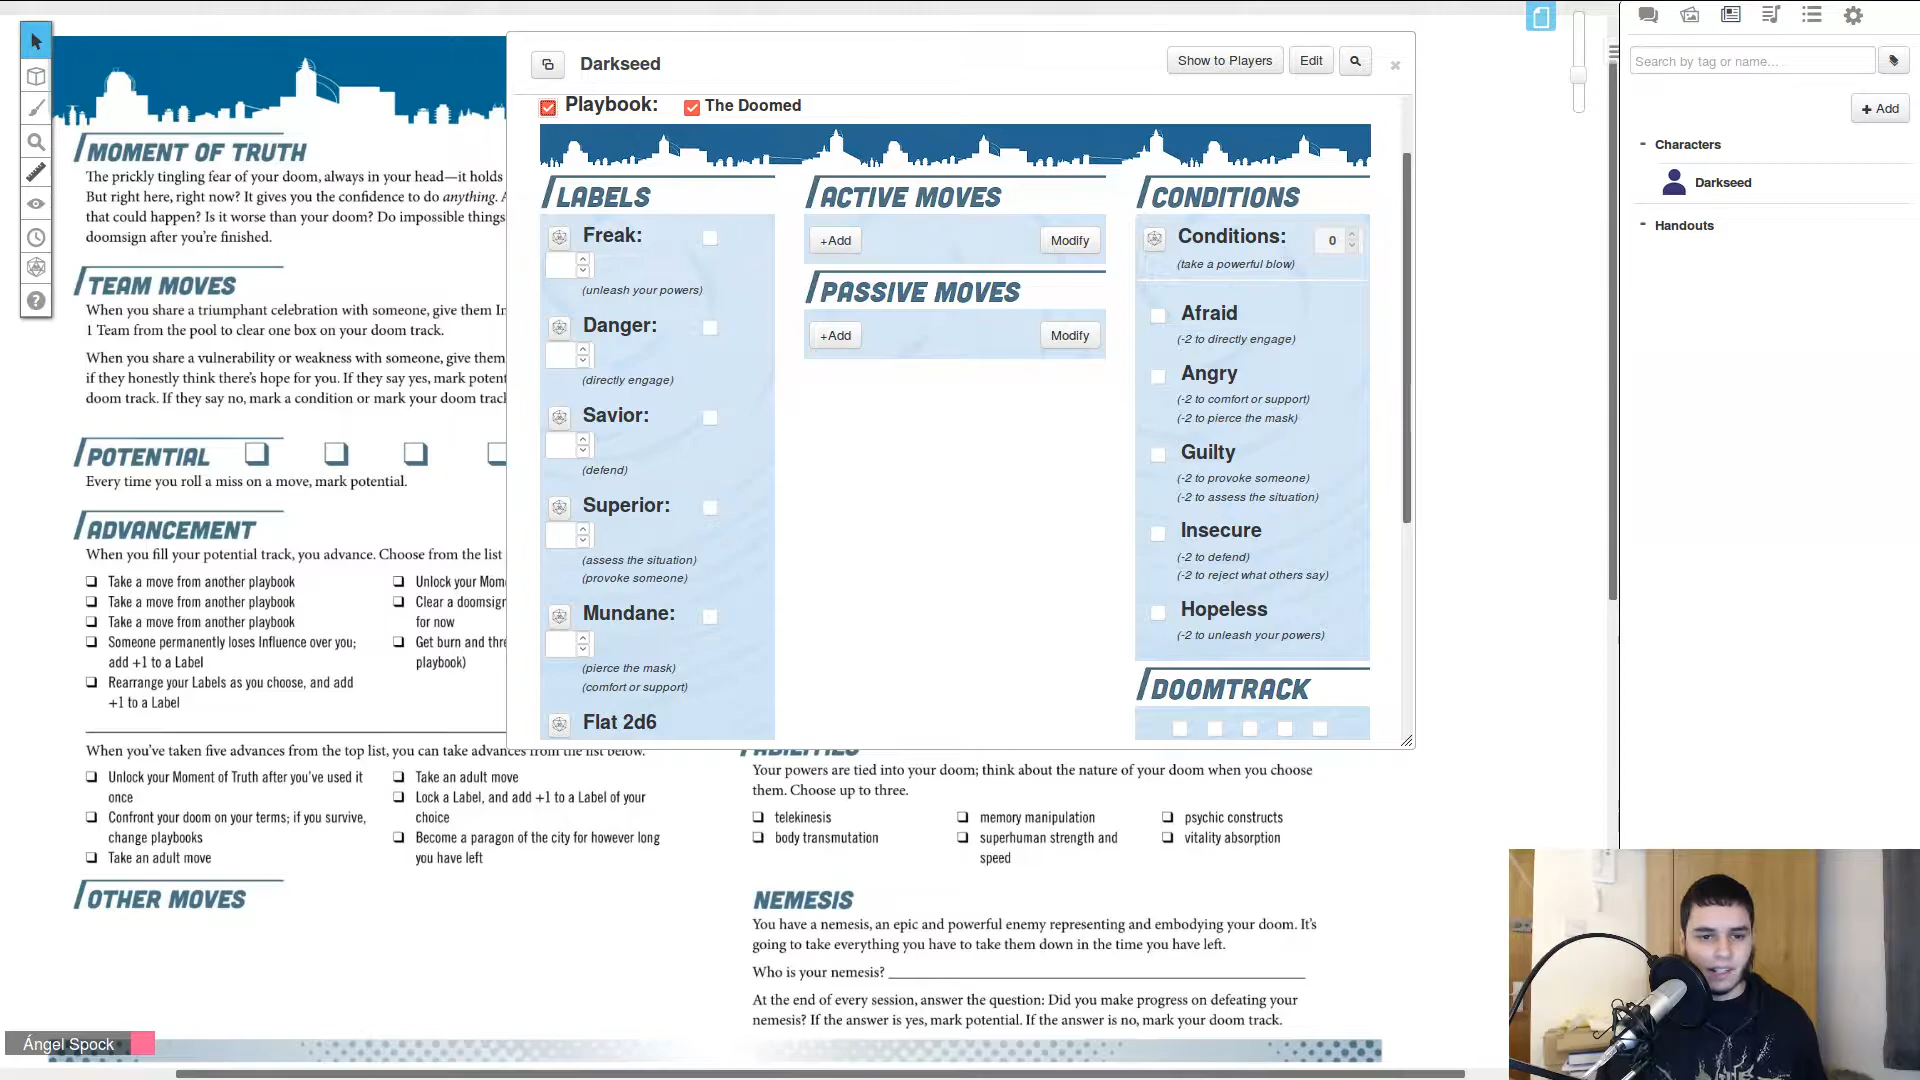 Darkseed
Show to Players
Edit
Playbook:
The Doomed
LABELS
Freak:
(unleash your powers)
Danger:
(directly engage)
Savior:
(defend)
Superior:
(assess the situation)
(provoke someone)
Mundane:
(pierce the mask)
(comfort or support)
Flat 2d6
ACTIVE MOVES
+Add
Modify
PASSIVE MOVES
+Add
Modify
CONDITIONS
Conditions:
0
(take a powerful blow)
Afraid
(-2 to directly engage)
Angry
(-2 to comfort or support)
(-2 to pierce the mask)
Guilty
(-2 to provoke someone)
(-2 to assess the situation)
Insecure
(-2 to defend)
(-2 to reject what others say)
Hopeless
(-2 to unleash your powers)
DOOMTRACK
MOMENT OF TRUTH
The prickly tingling fear of your doom, always in your head—it holds
But right here, right now? It gives you the confidence to do anything. A
that could happen? Is it worse than your doom? Do impossible things
doomsign after you're finished.
TEAM MOVES
When you share a triumphant celebration with someone, give them In
1 Team from the pool to clear one box on your doom track.
When you share a vulnerability or weakness with someone, give them
if they honestly think there's hope for you. If they say yes, mark poten
doom track. If they say no, mark a condition or mark your doom track
POTENTIAL
Every time you roll a miss on a move, mark potential.
ADVANCEMENT
When you fill your potential track, you advance. Choose from the list
Take a move from another playbook
Take a move from another playbook
Take a move from another playbook
Someone permanently loses Influence over you;
add +1 to a Label
Rearrange your Labels as you choose, and add
+1 to a Label
Unlock your Mom
Clear a doomsign
for now
Get burn and thre
playbook)
When you've taken five advances from the top list, you can take advances from the list below.
Unlock your Moment of Truth after you've used it
once
Confront your doom on your terms; if you survive,
change playbooks
Take an adult move
Take an adult move
Lock a Label, and add +1 to a Label of your
choice
Become a paragon of the city for however long
you have left
OTHER MOVES
ABILITIES
Your powers are tied into your doom; think about the nature of your doom when you choose
them. Choose up to three.
telekinesis
body transmutation
memory manipulation
superhuman strength and
speed
psychic constructs
vitality absorption
NEMESIS
You have a nemesis, an epic and powerful enemy representing and embodying your doom. It's
going to take everything you have to take them down in the time you have left.
Who is your nemesis?
At the end of every session, answer the question: Did you make progress on defeating your
nemesis? If the answer is yes, mark potential. If the answer is no, mark your doom track.
Ángel Spock
Search by tag or name...
+ Add
- Characters
Darkseed
- Handouts